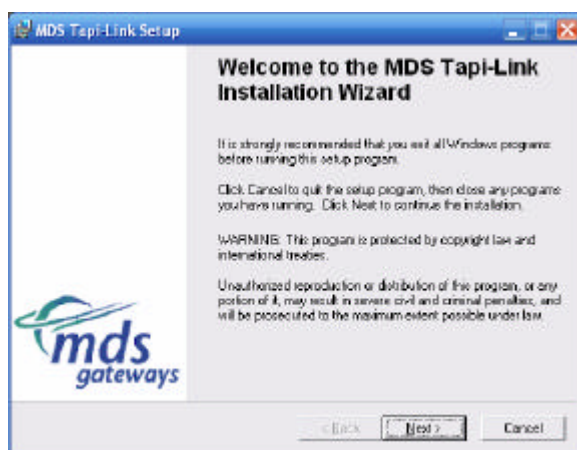 MDS Tapi-Link Setup
Welcome to the MDS Tapi-Link
Installation Wizard
It is strongly recommended that you exit all Windows programs
before running this setup program.
Click Cancel to quit the setup program, then close any programs
you have running. Click Next to continue the installation.
WARNING: This program is protected by copyright law and
international treaties.
Unauthorized reproduction or distribution of this program, or any
portion of it, may result in severe civil and criminal penalties, and
will be prosecuted to the maximum extent possible under law.
mds
gateways
< Back
Next >
Cancel